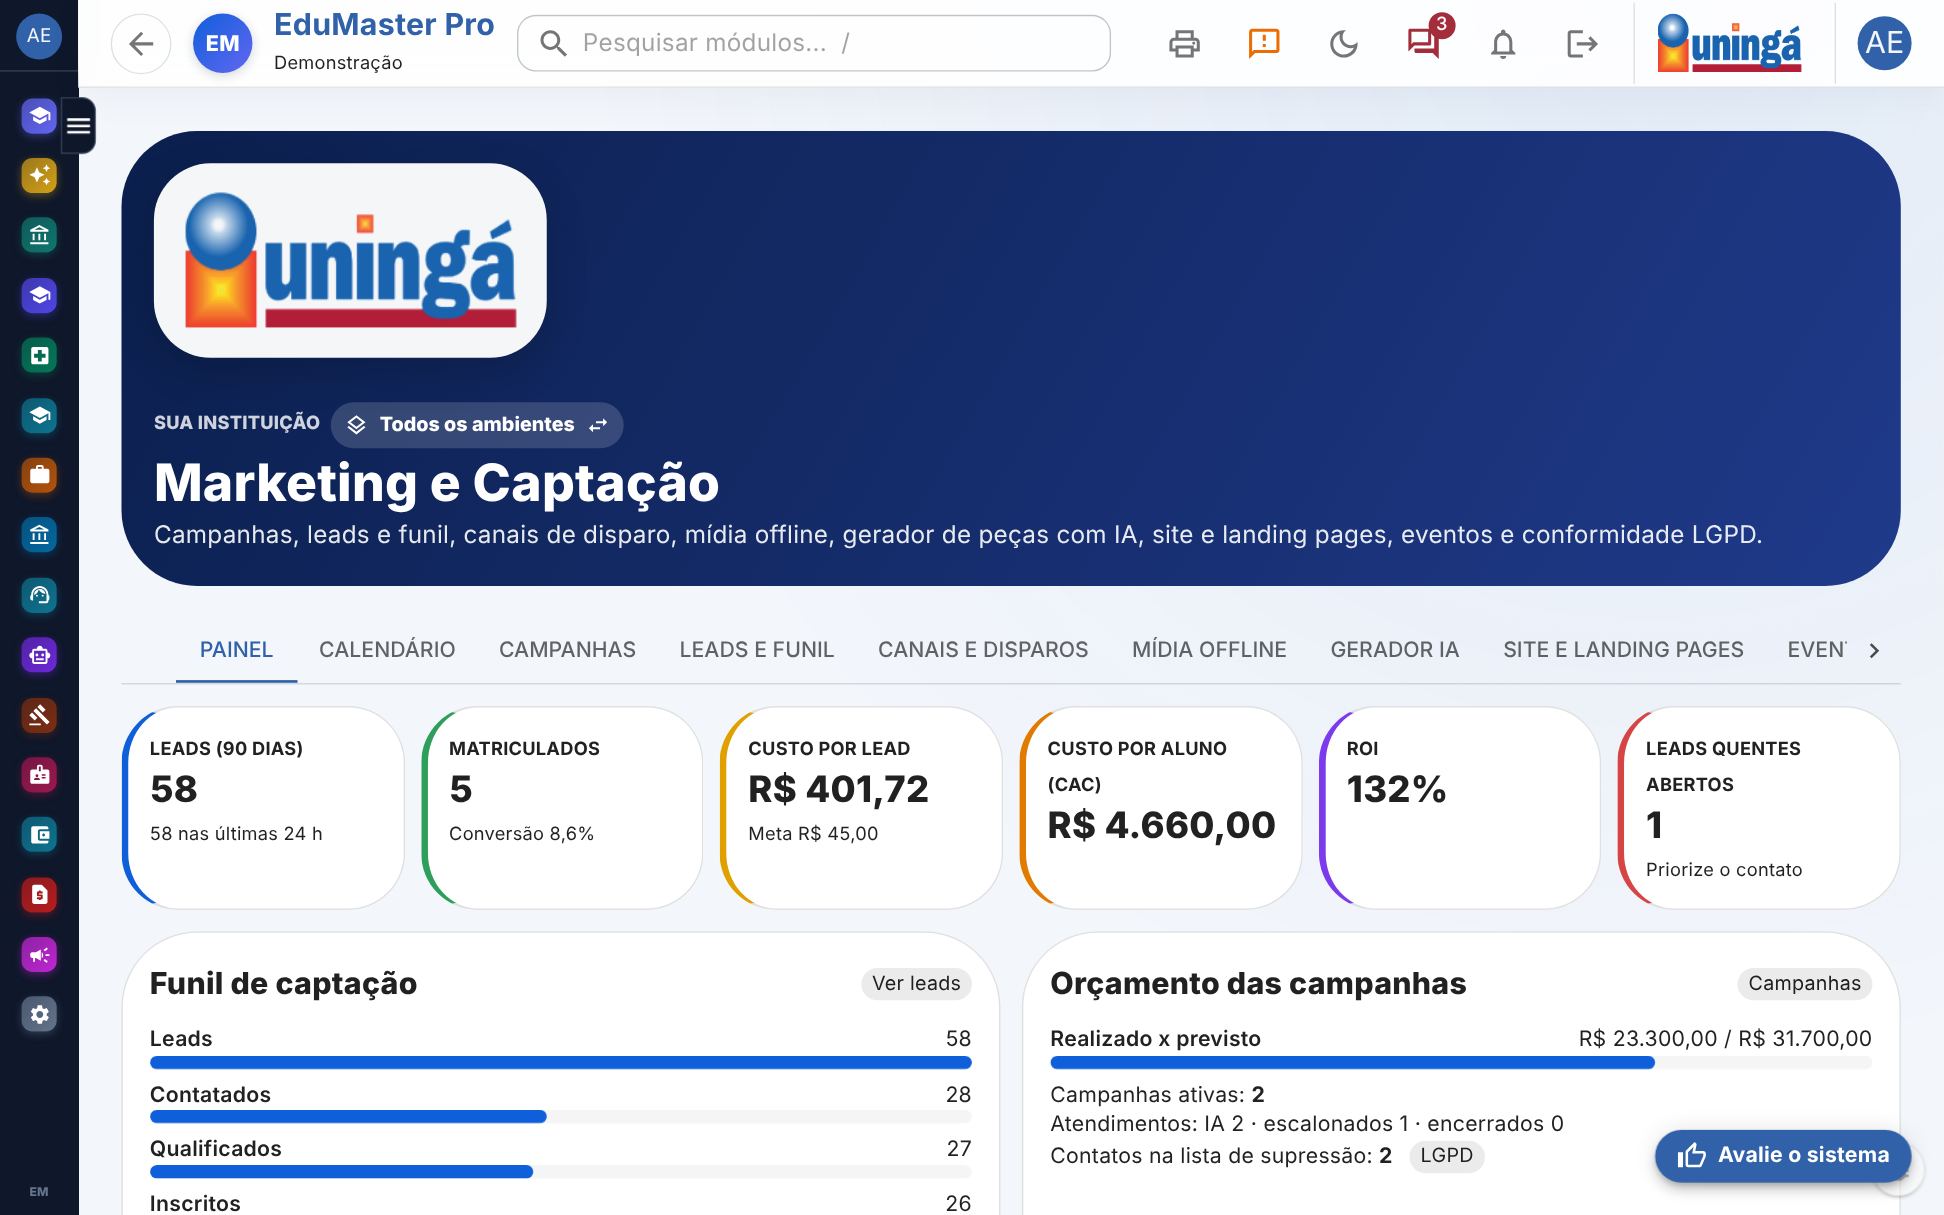 AE
EM
EduMaster Pro
Demonstração
Pesquisar módulos... /
3
uningá
AE
uningá
SUA INSTITUIÇÃO
Todos os ambientes
Marketing e Captação
Campanhas, leads e funil, canais de disparo, mídia offline, gerador de peças com IA, site e landing pages, eventos e conformidade LGPD.
PAINEL
CALENDÁRIO
CAMPANHAS
LEADS E FUNIL
CANAIS E DISPAROS
MÍDIA OFFLINE
GERADOR IA
SITE E LANDING PAGES
EVEN
LEADS (90 DIAS)
58
58 nas últimas 24 h
MATRICULADOS
5
Conversão 8,6%
CUSTO POR LEAD
R$ 401,72
Meta R$ 45,00
CUSTO POR ALUNO
(CAC)
R$ 4.660,00
ROI
132%
LEADS QUENTES
ABERTOS
1
Priorize o contato
Funil de captação
Ver leads
Leads 58
Contatados 28
Qualificados 27
Inscritos 26
Orçamento das campanhas
Campanhas
Realizado x previsto R$ 23.300,00 / R$ 31.700,00
Campanhas ativas: 2
Atendimentos: IA 2 · escalonados 1 · encerrados 0
Contatos na lista de supressão: 2 LGPD
Avalie o sistema
EM